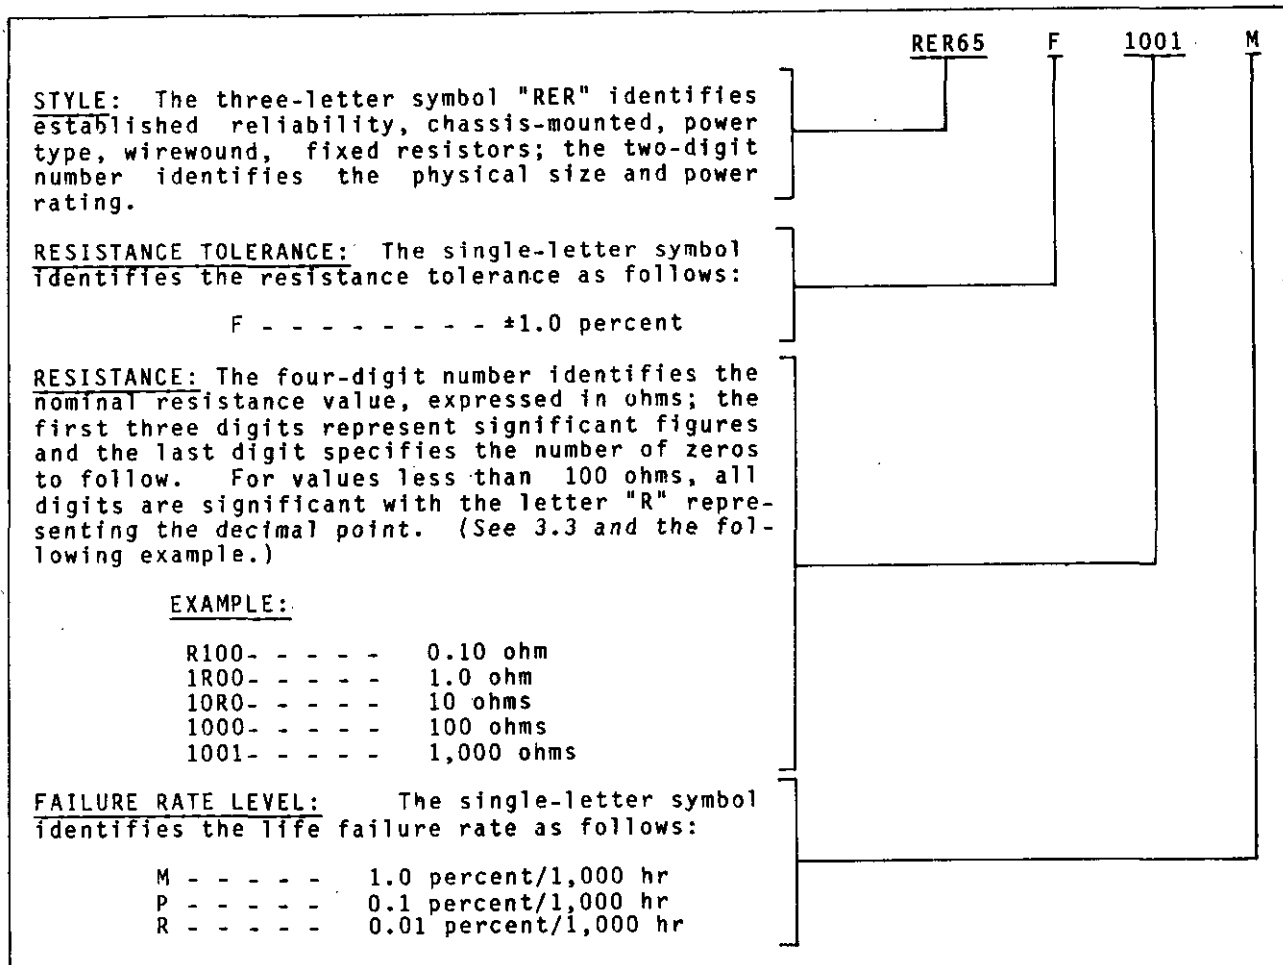 RER65 F 1001 M
STYLE: The three-letter symbol "RER" identifies
established reliability, chassis-mounted, power
type, wirewound, fixed resistors; the two-digit
number identifies the physical size and power
rating.
RESISTANCE TOLERANCE: The single-letter symbol
identifies the resistance tolerance as follows:
F - - - - - - - - ±1.0 percent
RESISTANCE: The four-digit number identifies the
nominal resistance value, expressed in ohms; the
first three digits represent significant figures
and the last digit specifies the number of zeros
to follow. For values less than 100 ohms, all
digits are significant with the letter "R" repre-
senting the decimal point. (See 3.3 and the fol-
lowing example.)
EXAMPLE:
R100- - - - - 0.10 ohm
1R00- - - - - 1.0 ohm
10R0- - - - - 10 ohms
1000- - - - - 100 ohms
1001- - - - - 1,000 ohms
FAILURE RATE LEVEL: The single-letter symbol
identifies the life failure rate as follows:
M - - - - - 1.0 percent/1,000 hr
P - - - - - 0.1 percent/1,000 hr
R - - - - - 0.01 percent/1,000 hr